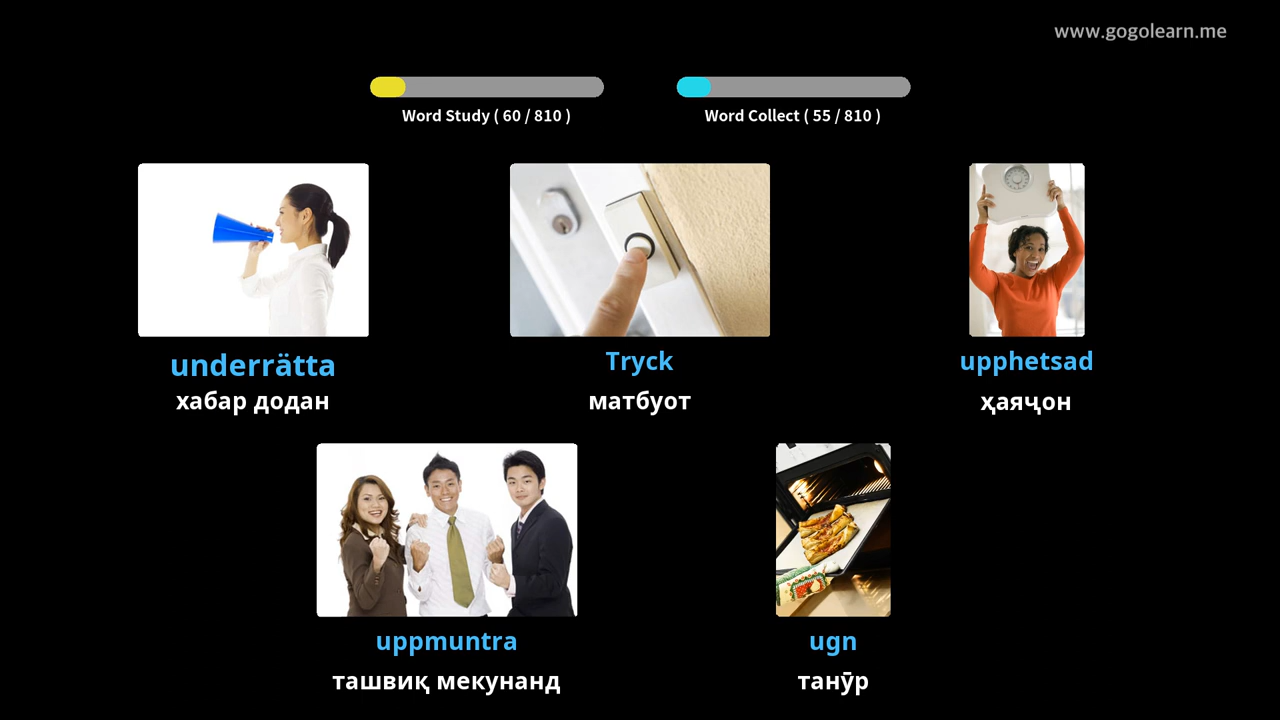 www.gogolearn.me
Word Study ( 60 / 810 )
Word Collect ( 55 / 810 )
underrätta
хабар додан
Tryck
матбуот
upphetsad
ҳаяҷон
uppmuntra
ташвиқ мекунанд
ugn
танӯр